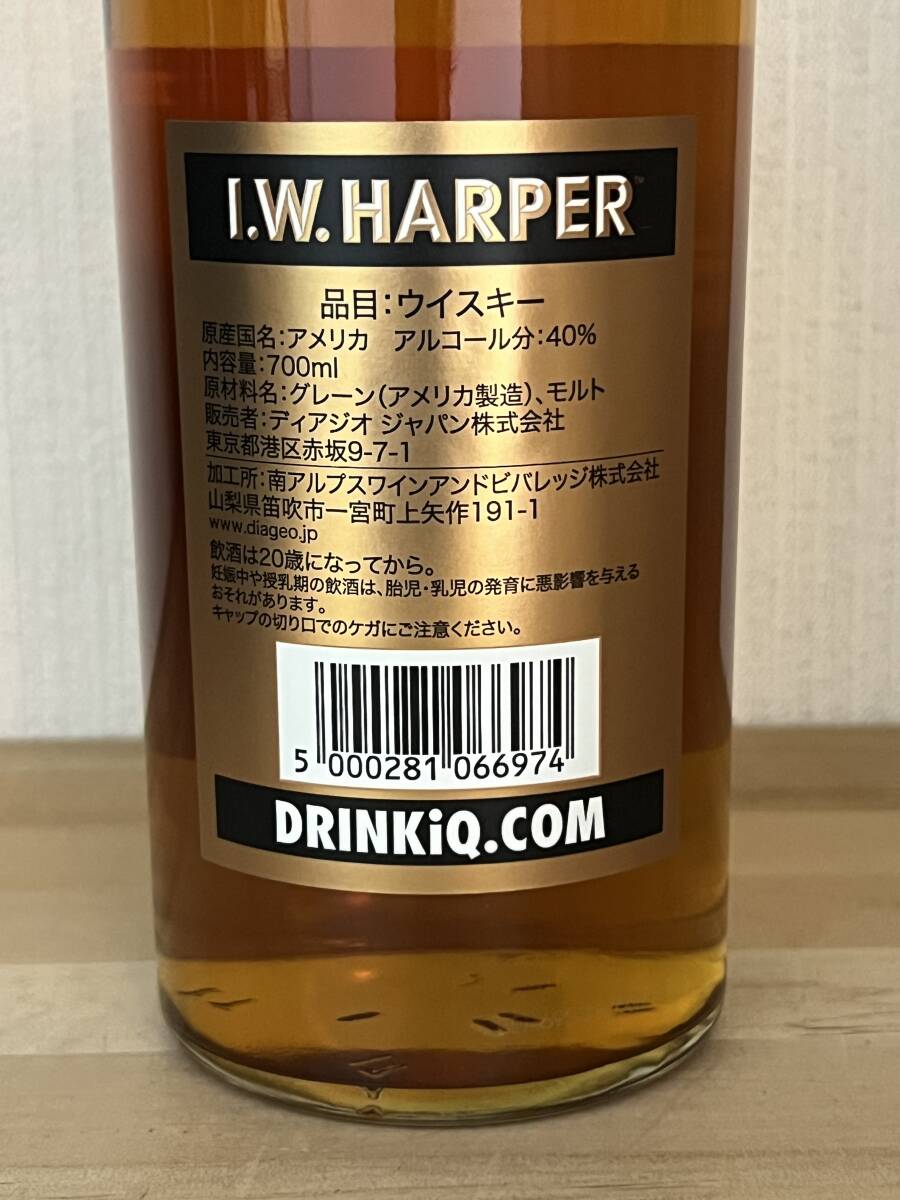 I.W. HARPER™
品目：ウイスキー
原産国名：アメリカ　アルコール分：40%
内容量：700ml
原材料名：グレーン（アメリカ製造）、モルト
販売者：ディアジオ ジャパン株式会社
東京都港区赤坂9-7-1
加工所：南アルプスワインアンドビバレッジ株式会社
山梨県笛吹市一宮町上矢作191-1
www.diageo.jp
飲酒は20歳になってから。
妊娠中や授乳期の飲酒は、胎児・乳児の発育に悪影響を与える
おそれがあります。
キャップの切り口でのケガにご注意ください。
5 000281 066974
DRINKiQ.COM